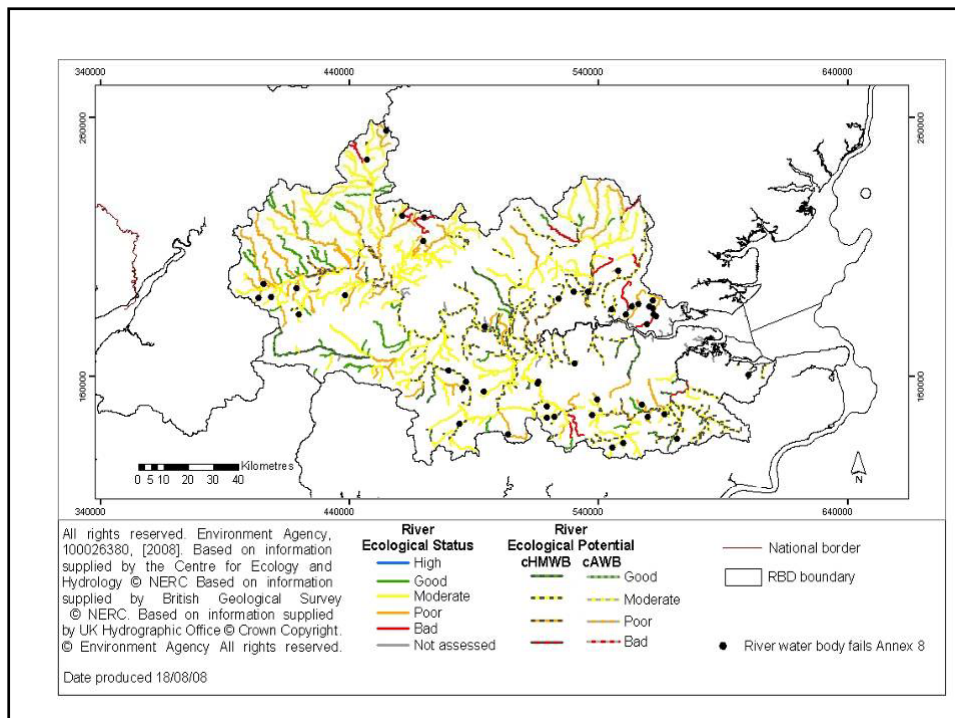 340000 440000 540000 640000
260000 260000
160000 160000
Kilometres
0 5 10 20 30 40
N
340000 440000 540000 640000
All rights reserved. Environment Agency,
100026380, [2008]. Based on information
supplied by the Centre for Ecology and
Hydrology © NERC Based on information
supplied by British Geological Survey
© NERC. Based on information supplied
by UK Hydrographic Office © Crown Copyright.
© Environment Agency All rights reserved.
Date produced 18/08/08
River
Ecological Status
High
Good
Moderate
Poor
Bad
Not assessed
River
Ecological Potential
cHMWB cAWB
Good
Moderate
Poor
Bad
National border
RBD boundary
River water body fails Annex 8